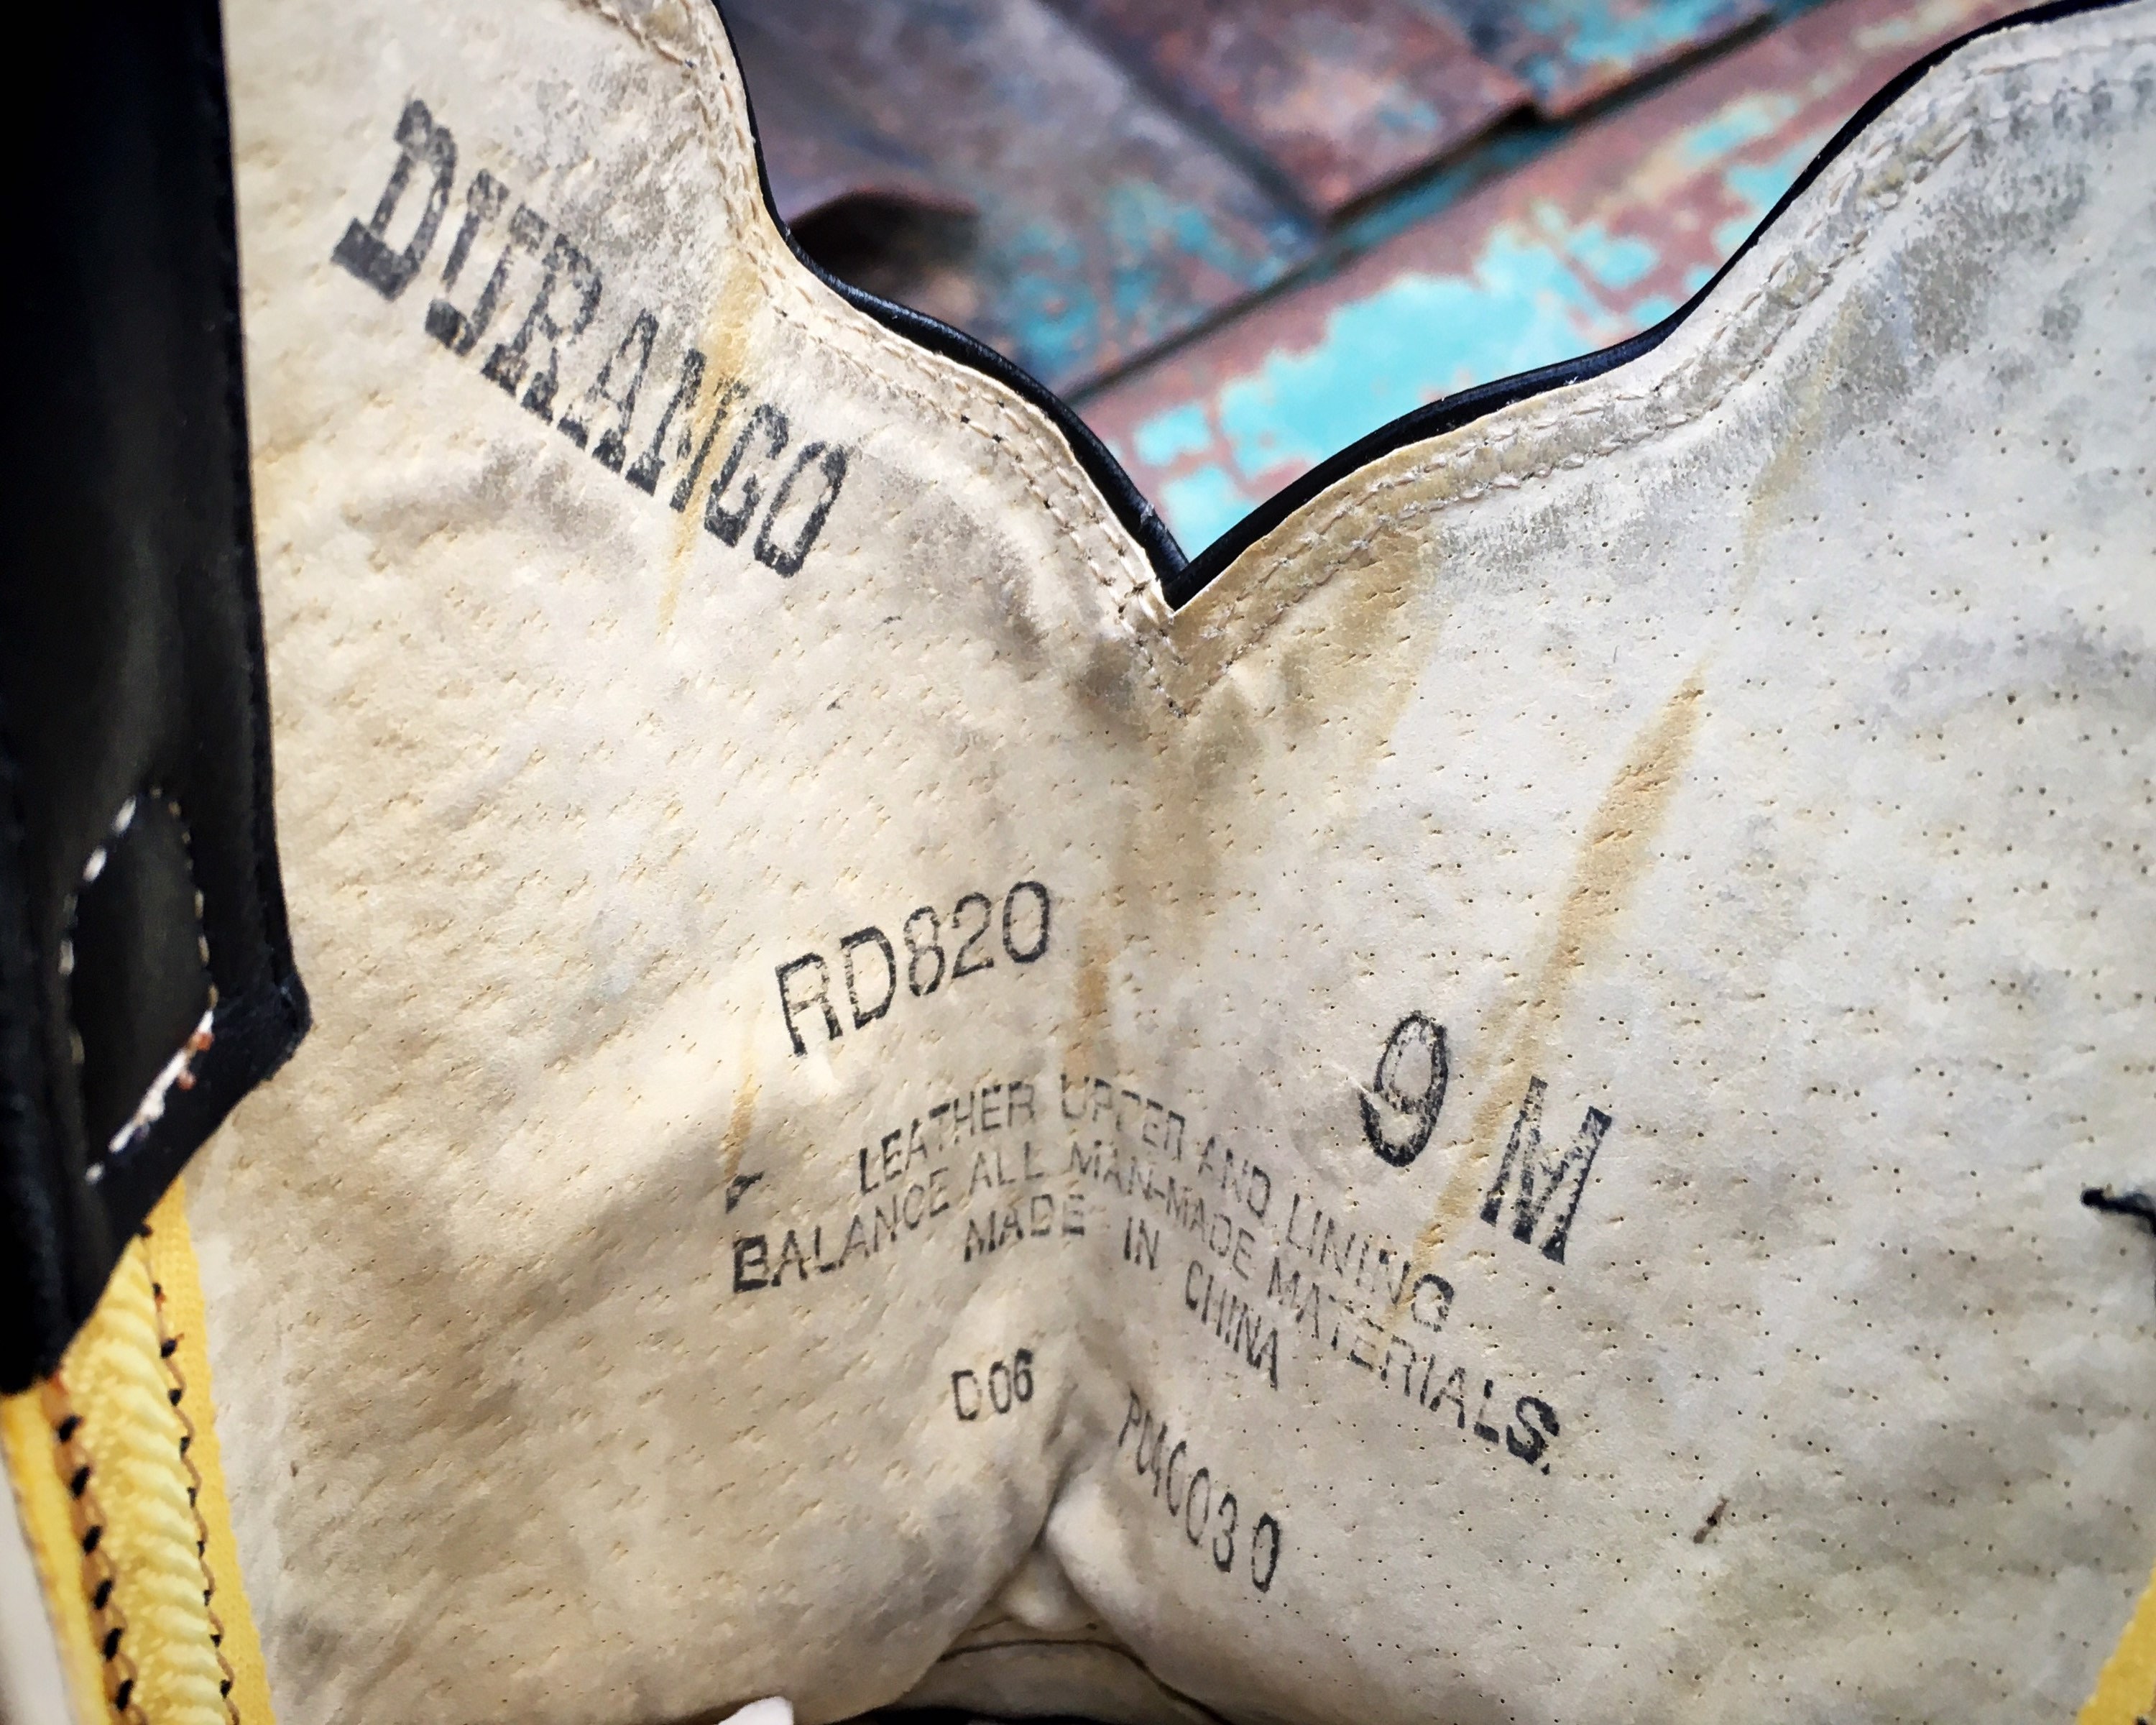 DURANGO
RD820
9 M
LEATHER UPPER AND LINING
BALANCE ALL MAN-MADE MATERIALS.
MADE IN CHINA
D06
P040030